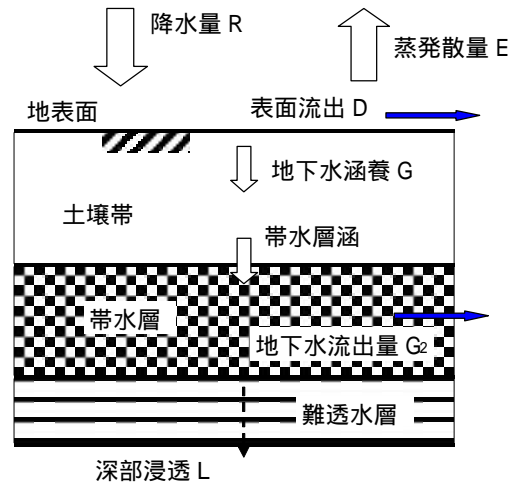 降水量 R
蒸発散量 E
地表面
表面流出 D
地下水涵養 G
土壌帯
帯水層涵
帯水層
地下水流出量 G2
難透水層
深部浸透 L